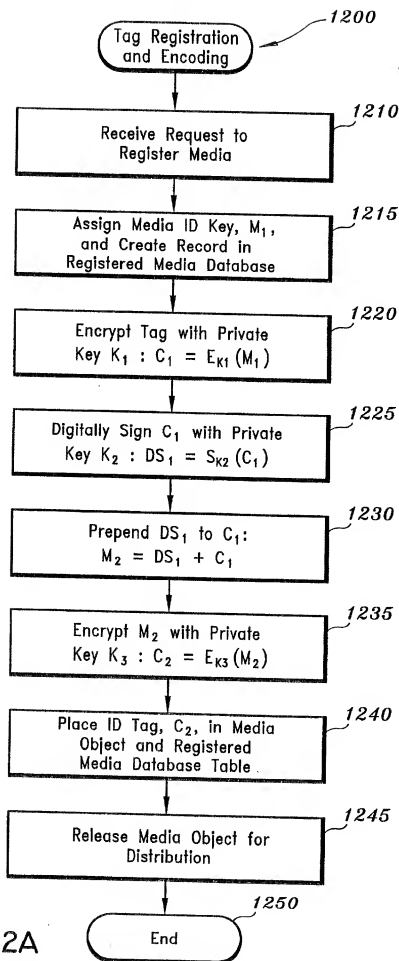 1200
Tag Registration
and Encoding
1210
Receive Request to
Register Media
1215
Assign Media ID Key, M₁,
and Create Record in
Registered Media Database
1220
Encrypt Tag with Private
Key K₁ : C₁ = E_K1(M₁)
1225
Digitally Sign C₁ with Private
Key K₂ : DS₁ = S_K2(C₁)
1230
Prepend DS₁ to C₁:
M₂ = DS₁ + C₁
1235
Encrypt M₂ with Private
Key K₃ : C₂ = E_K3(M₂)
1240
Place ID Tag, C₂, in Media
Object and Registered
Media Database Table
1245
Release Media Object for
Distribution
1250
End
2A